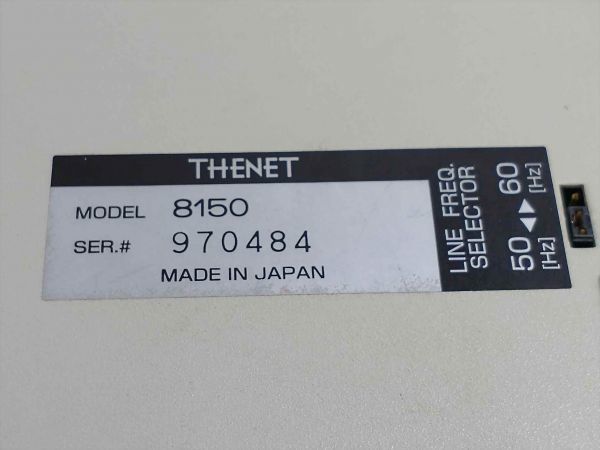 THENET
MODEL 8150
SER.# 970484
MADE IN JAPAN
LINE FREQ.
SELECTOR
50 ◀▶ 60
[Hz] [Hz]